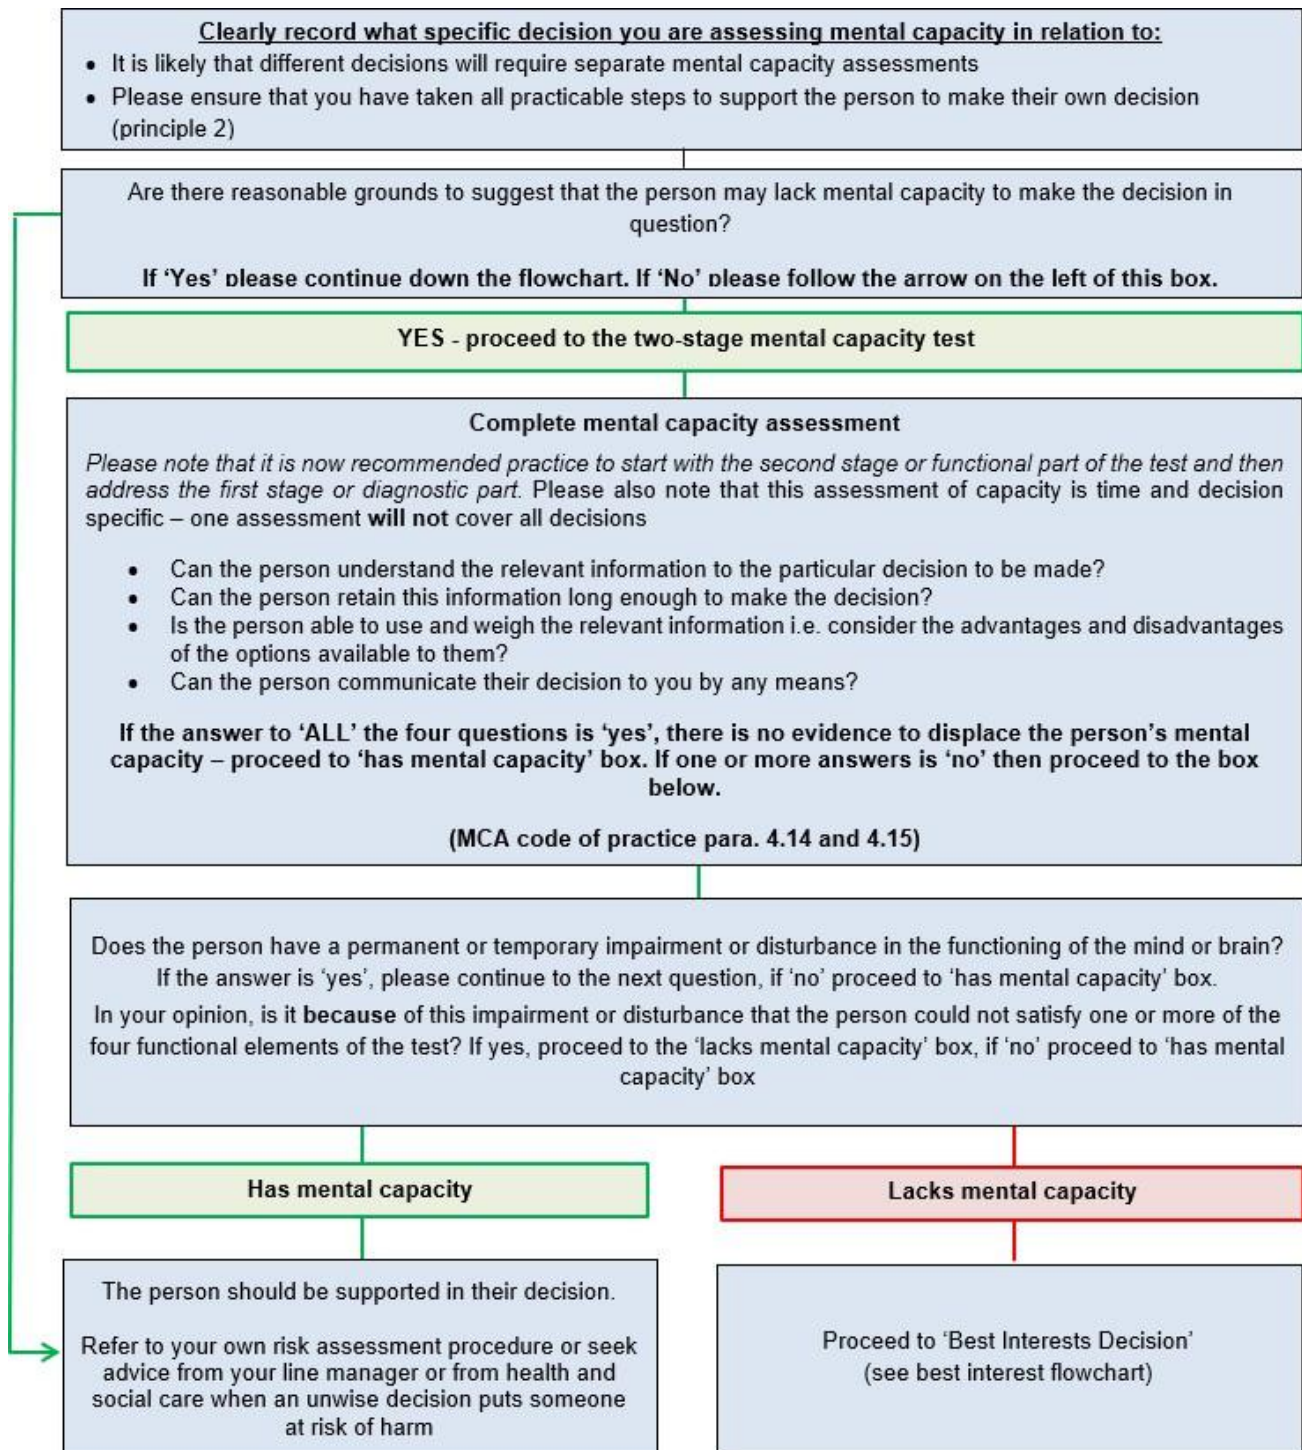 Clearly record what specific decision you are assessing mental capacity in relation to:
• It is likely that different decisions will require separate mental capacity assessments
• Please ensure that you have taken all practicable steps to support the person to make their own decision
(principle 2)
Are there reasonable grounds to suggest that the person may lack mental capacity to make the decision in
question?
If ‘Yes’ please continue down the flowchart. If ‘No’ please follow the arrow on the left of this box.
YES - proceed to the two-stage mental capacity test
Complete mental capacity assessment
Please note that it is now recommended practice to start with the second stage or functional part of the test and then
address the first stage or diagnostic part. Please also note that this assessment of capacity is time and decision
specific – one assessment will not cover all decisions
• Can the person understand the relevant information to the particular decision to be made?
• Can the person retain this information long enough to make the decision?
• Is the person able to use and weigh the relevant information i.e. consider the advantages and disadvantages
of the options available to them?
• Can the person communicate their decision to you by any means?
If the answer to ‘ALL’ the four questions is ‘yes’, there is no evidence to displace the person’s mental
capacity – proceed to ‘has mental capacity’ box. If one or more answers is ‘no’ then proceed to the box
below.
(MCA code of practice para. 4.14 and 4.15)
Does the person have a permanent or temporary impairment or disturbance in the functioning of the mind or brain?
If the answer is ‘yes’, please continue to the next question, if ‘no’ proceed to ‘has mental capacity’ box.
In your opinion, is it because of this impairment or disturbance that the person could not satisfy one or more of the
four functional elements of the test? If yes, proceed to the ‘lacks mental capacity’ box, if ‘no’ proceed to ‘has mental
capacity’ box
Has mental capacity
Lacks mental capacity
The person should be supported in their decision.
Refer to your own risk assessment procedure or seek
advice from your line manager or from health and
social care when an unwise decision puts someone
at risk of harm
Proceed to ‘Best Interests Decision’
(see best interest flowchart)